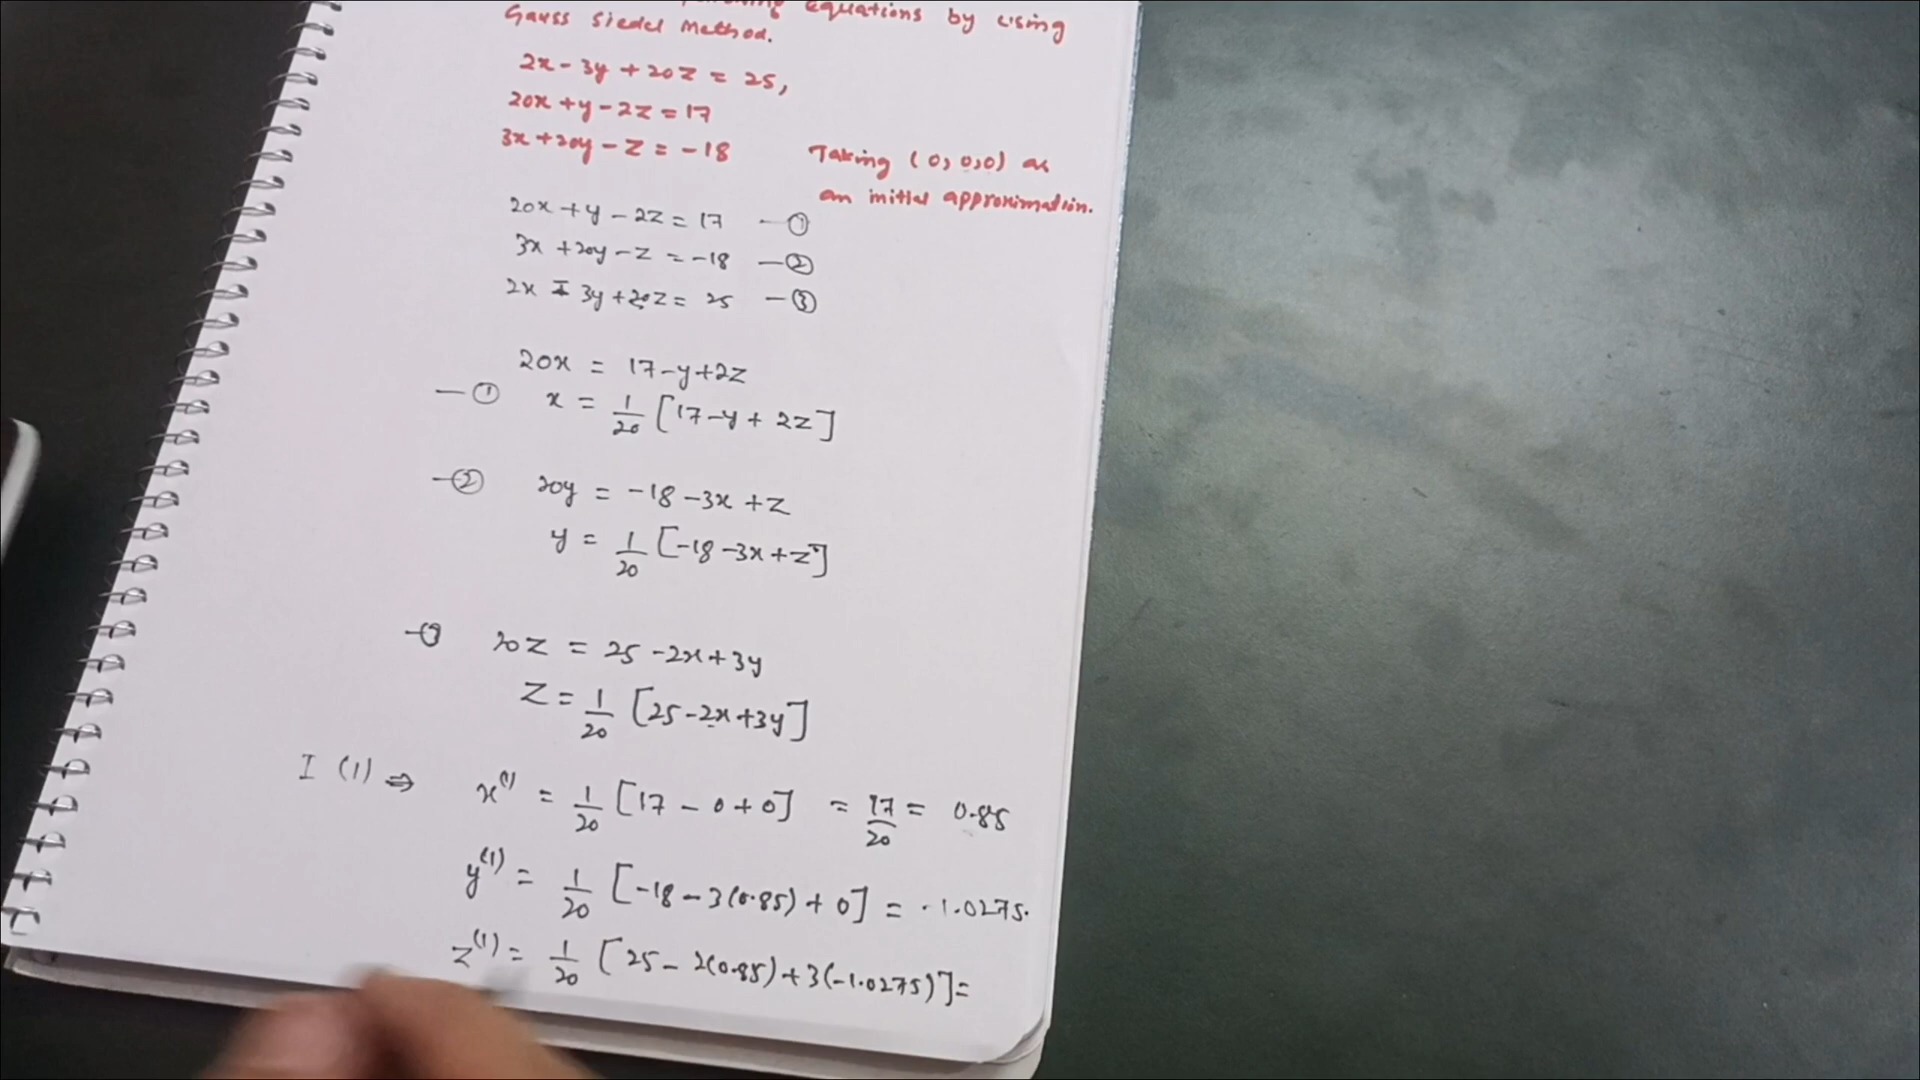 equations by using
Gauss Siedel Method.
2x - 3y + 20z = 25,
20x + y - 2z = 17
3x + 20y - z = -18
Taking (0, 0, 0) as
an initial approximation.
20x + y - 2z = 17 —①
3x + 20y - z = -18 —②
2x - 3y + 20z = 25 —③
20x = 17 - y + 2z
—① x = 1/20 [17 - y + 2z]
—② 20y = -18 - 3x + z
y = 1/20 [-18 - 3x + z]
—③ 20z = 25 - 2x + 3y
z = 1/20 [25 - 2x + 3y]
I (1) ⇒ x⁽¹⁾ = 1/20 [17 - 0 + 0] = 17/20 = 0.85
y⁽¹⁾ = 1/20 [-18 - 3(0.85) + 0] = -1.0275.
z⁽¹⁾ = 1/20 [25 - 2(0.85) + 3(-1.0275)] =